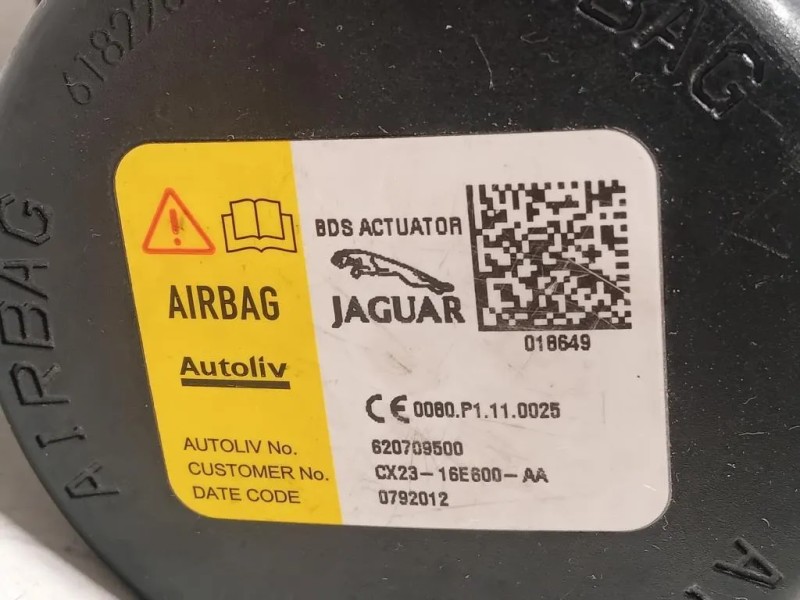 AIRBAG
BAG
BDS ACTUATOR
JAGUAR
AIRBAG
Autoliv
018649
CE 0080.P1.11.0025
AUTOLIV No. 620709500
CUSTOMER No. CX23-16E600-AA
DATE CODE 0792012